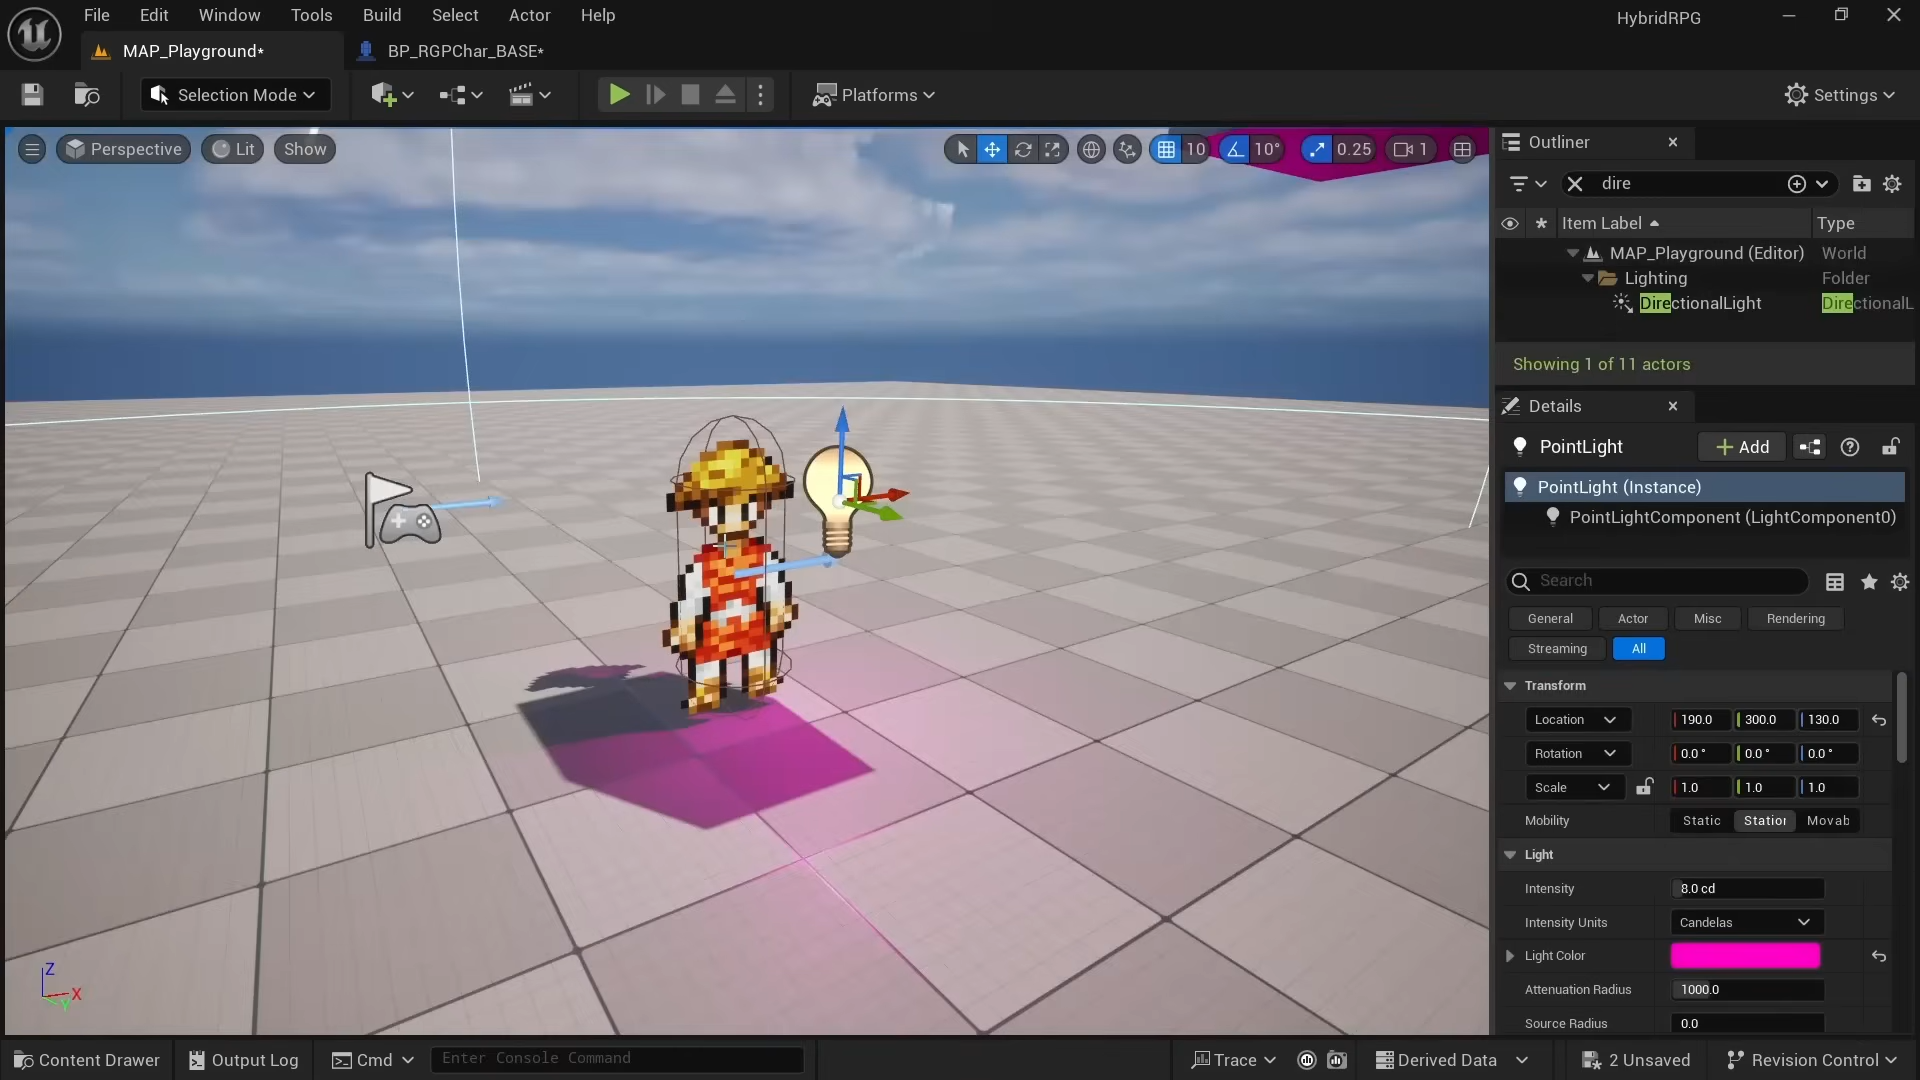 File Edit Window Tools Build Select Actor Help
HybridRPG
MAP_Playground*
BP_RGPChar_BASE*
Selection Mode
Platforms
Settings
Perspective
Lit
Show
10
10°
0.25
1
Outliner
dire
Item Label
Type
MAP_Playground (Editor)
World
Lighting
Folder
DirectionalLight
DirectionalL
Showing 1 of 11 actors
Details
PointLight
Add
PointLight (Instance)
PointLightComponent (LightComponent0)
Search
General
Actor
Misc
Rendering
Streaming
All
Transform
Location
190.0
300.0
130.0
Rotation
0.0 °
0.0 °
0.0 °
Scale
1.0
1.0
1.0
Mobility
Static
Station
Movab
Light
Intensity
8.0 cd
Intensity Units
Candelas
Light Color
Attenuation Radius
1000.0
Source Radius
0.0
Z
X
Y
Content Drawer
Output Log
Cmd
Enter Console Command
Trace
Derived Data
2 Unsaved
Revision Control